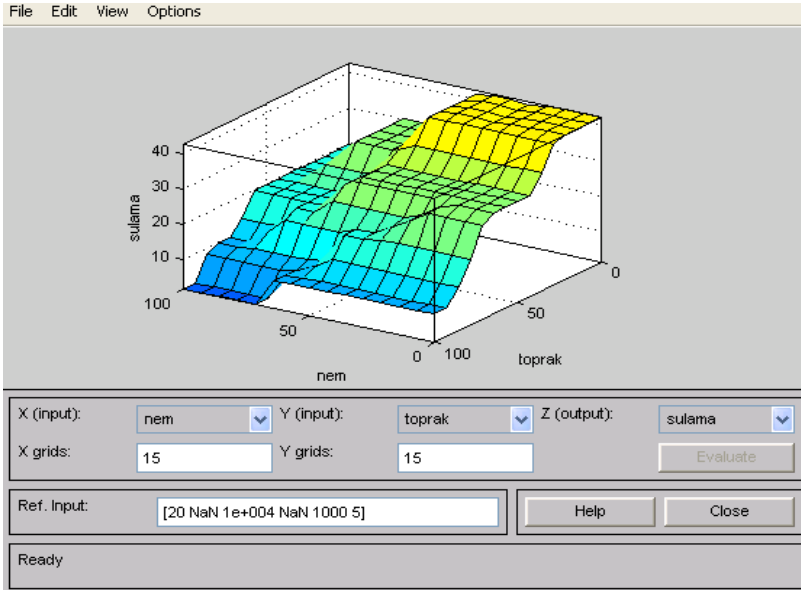 File Edit View Options
40
30
20
10
sulama
100
50
0
nem
100
50
0
toprak
X (input): nem Y (input): toprak Z (output): sulama
X grids: 15 Y grids: 15 Evaluate
Ref. Input: [20 NaN 1e+004 NaN 1000 5] Help Close
Ready